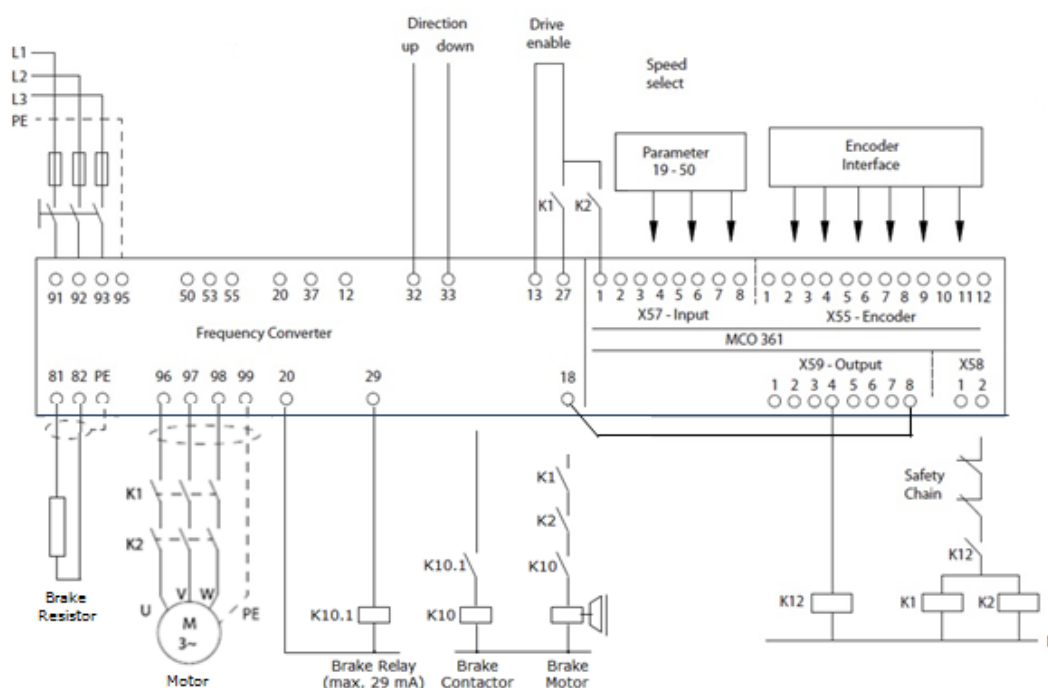 Direction
up down
Drive
enable
Speed
select
L1
L2
L3
PE
Parameter
19 - 50
Encoder
Interface
K1
K2
91 92 93 95 50 53 55 20 37 12 32 33 13 27
1 2 3 4 5 6 7 8
1 2 3 4 5 6 7 8 9 10 11 12
X57 - Input
X55 - Encoder
Frequency Converter
MCO 361
X59 - Output
X58
81 82 PE 96 97 98 99 20 29 18
1 2 3 4 5 6 7 8
1 2
K1
K2
U V W
PE
M
3~
Motor
Brake
Resistor
K10.1
Brake Relay
(max. 29 mA)
K10.1
K10
Brake
Contactor
K1
K2
K10
Brake
Motor
K12
Safety
Chain
K12
K1
K2